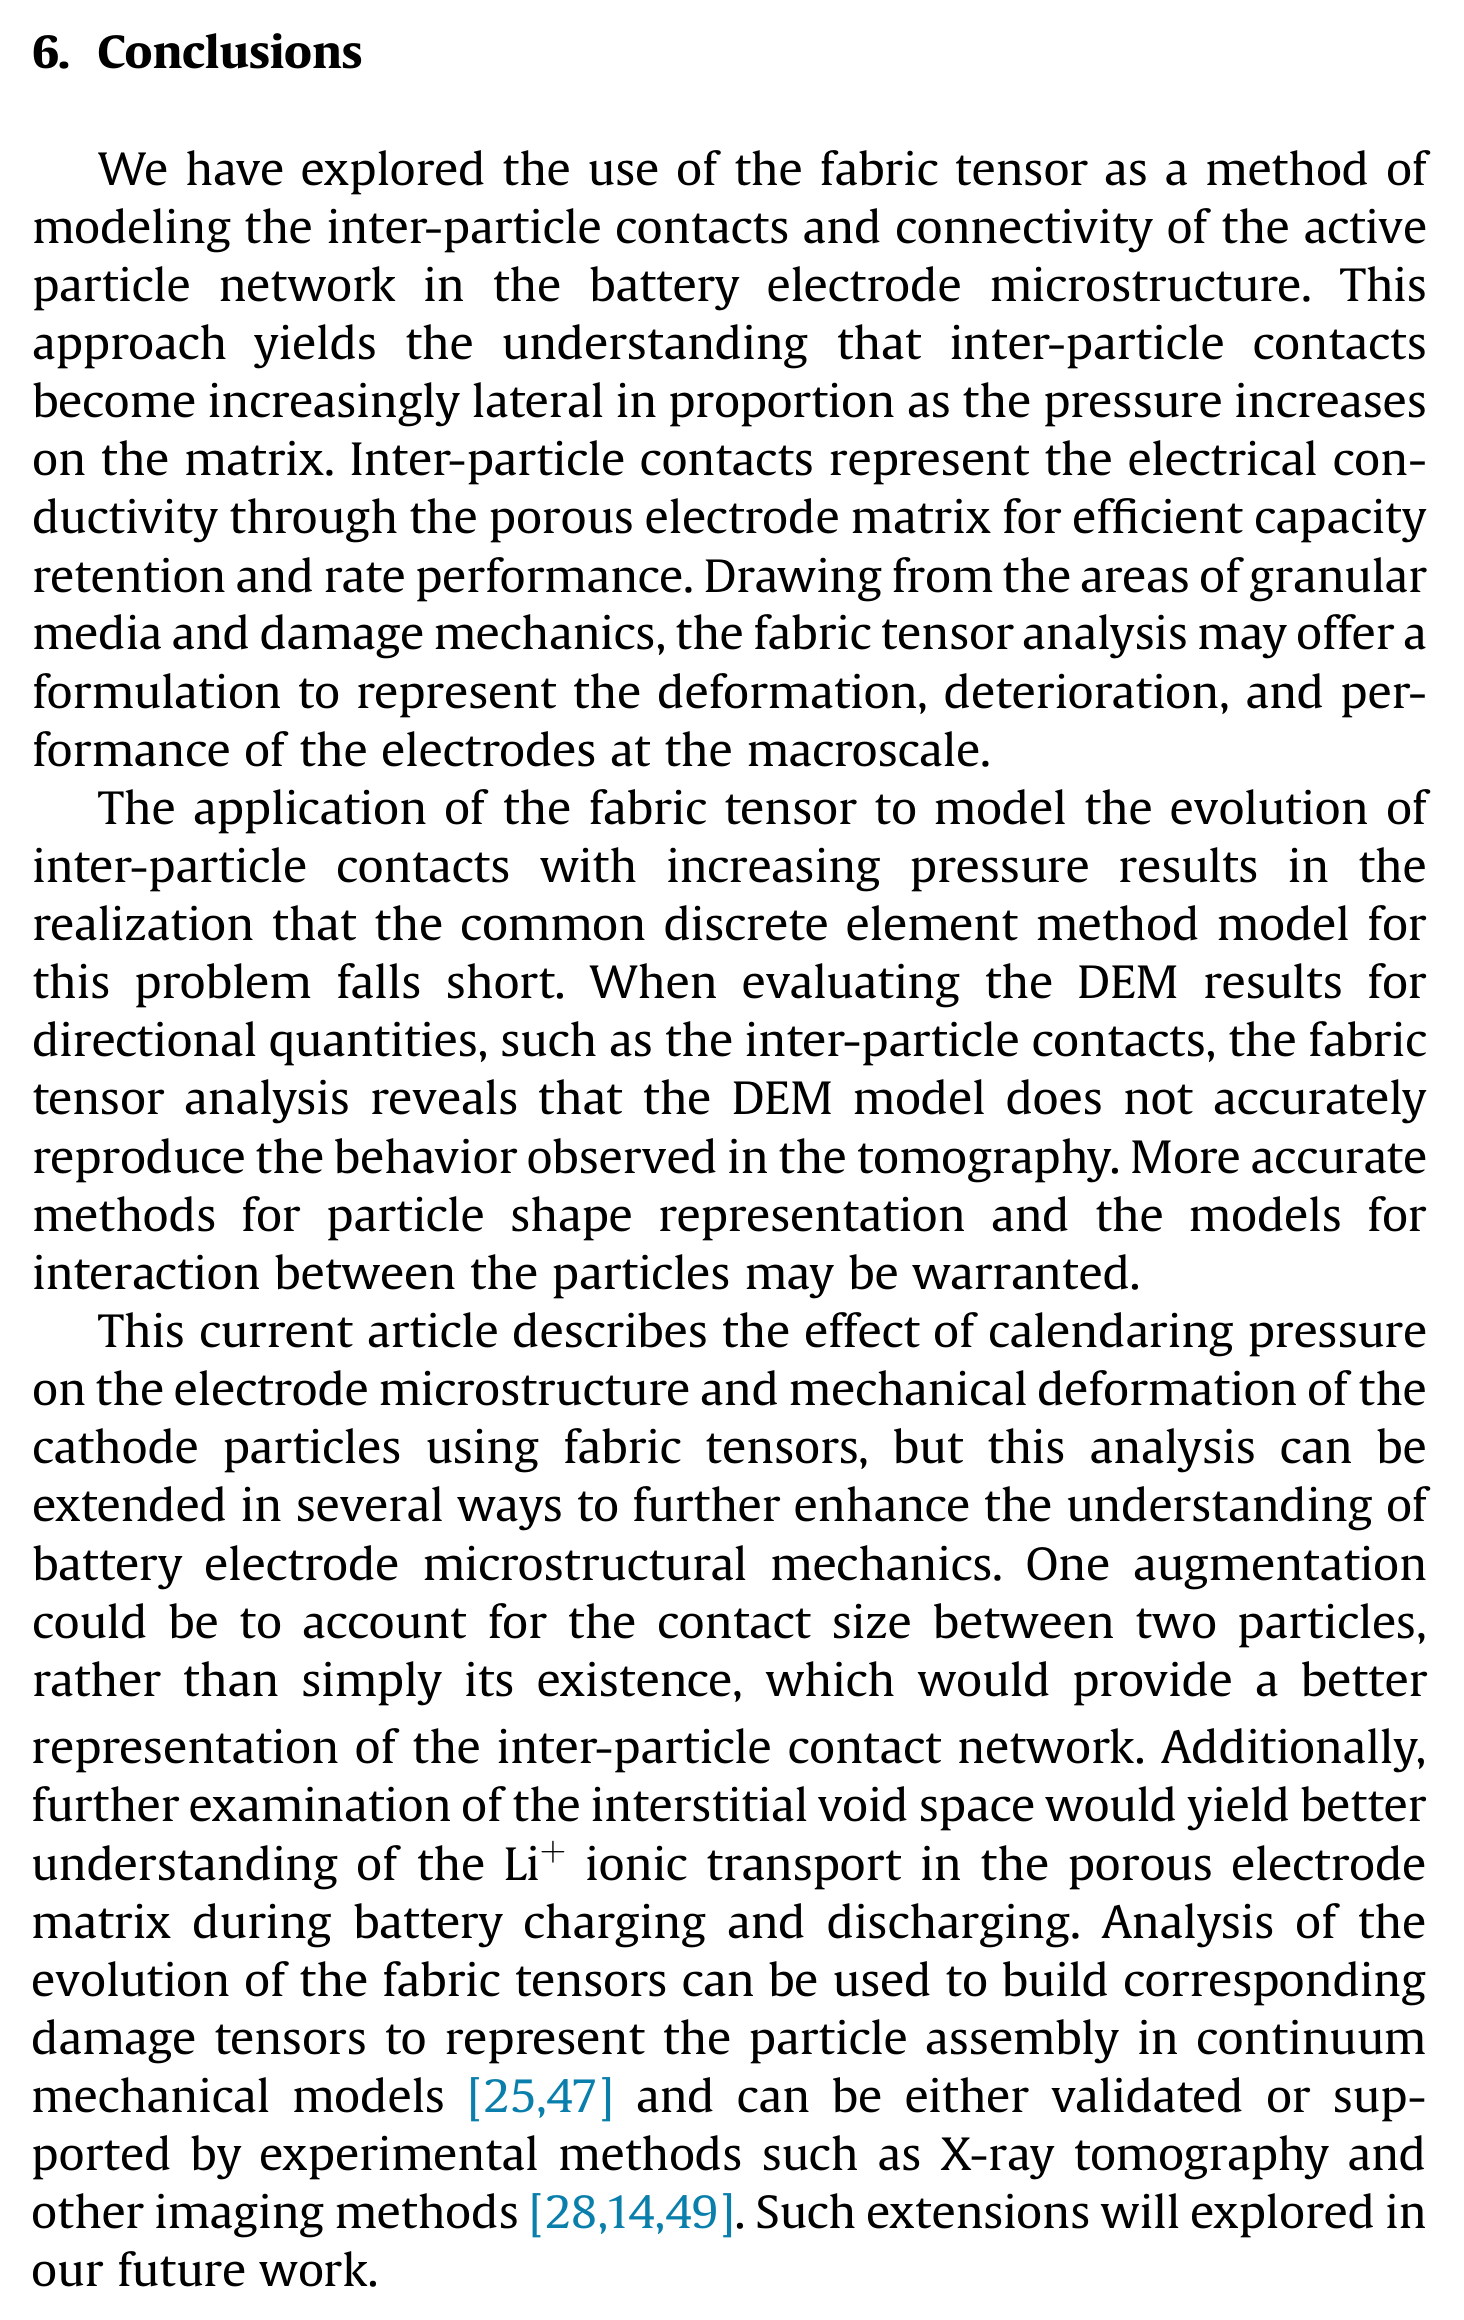 6. Conclusions
We have explored the use of the fabric tensor as a method of
modeling the inter-particle contacts and connectivity of the active
particle network in the battery electrode microstructure. This
approach yields the understanding that inter-particle contacts
become increasingly lateral in proportion as the pressure increases
on the matrix. Inter-particle contacts represent the electrical con-
ductivity through the porous electrode matrix for efficient capacity
retention and rate performance. Drawing from the areas of granular
media and damage mechanics, the fabric tensor analysis may offer a
formulation to represent the deformation, deterioration, and per-
formance of the electrodes at the macroscale.
The application of the fabric tensor to model the evolution of
inter-particle contacts with increasing pressure results in the
realization that the common discrete element method model for
this problem falls short. When evaluating the DEM results for
directional quantities, such as the inter-particle contacts, the fabric
tensor analysis reveals that the DEM model does not accurately
reproduce the behavior observed in the tomography. More accurate
methods for particle shape representation and the models for
interaction between the particles may be warranted.
This current article describes the effect of calendaring pressure
on the electrode microstructure and mechanical deformation of the
cathode particles using fabric tensors, but this analysis can be
extended in several ways to further enhance the understanding of
battery electrode microstructural mechanics. One augmentation
could be to account for the contact size between two particles,
rather than simply its existence, which would provide a better
representation of the inter-particle contact network. Additionally,
further examination of the interstitial void space would yield better
understanding of the Li⁺ ionic transport in the porous electrode
matrix during battery charging and discharging. Analysis of the
evolution of the fabric tensors can be used to build corresponding
damage tensors to represent the particle assembly in continuum
mechanical models [25,47] and can be either validated or sup-
ported by experimental methods such as X-ray tomography and
other imaging methods [28,14,49]. Such extensions will explored in
our future work.